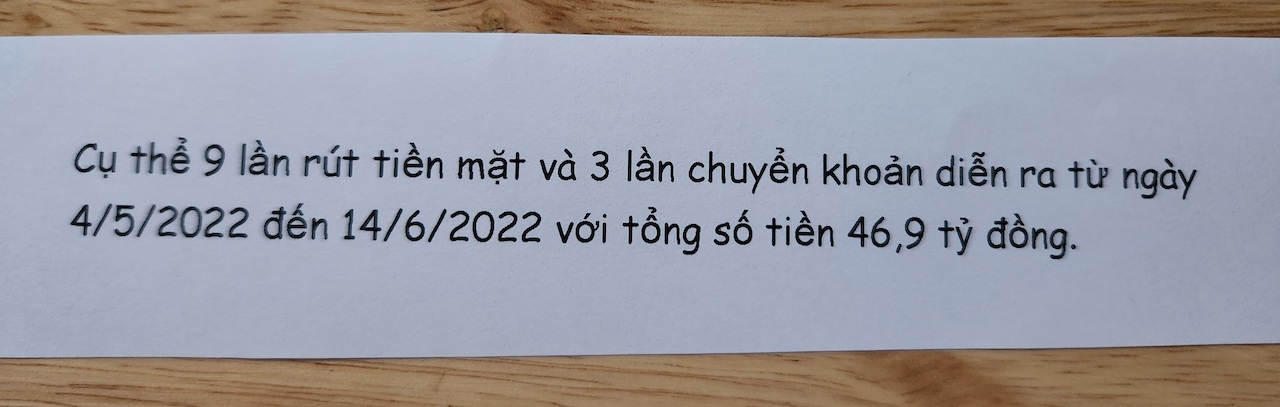 Cụ thể 9 lần rút tiền mặt và 3 lần chuyển khoản diễn ra từ ngày
4/5/2022 đến 14/6/2022 với tổng số tiền 46,9 tỷ đồng.